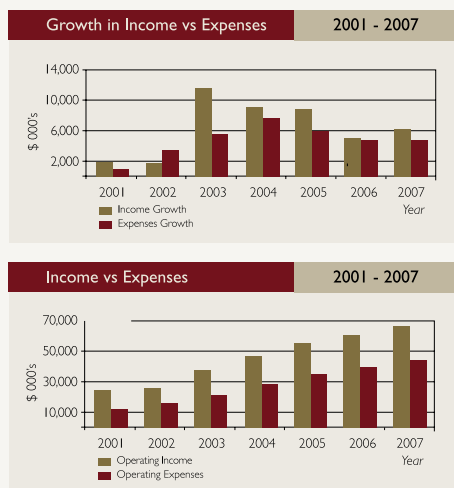 Growth in Income vs Expenses 2001 - 2007
14,000
10,000
6,000
2,000
$ 000's
2001 2002 2003 2004 2005 2006 2007
Income Growth
Expenses Growth
Year
Income vs Expenses 2001 - 2007
70,000
50,000
30,000
10,000
$ 000's
2001 2002 2003 2004 2005 2006 2007
Operating Income
Operating Expenses
Year